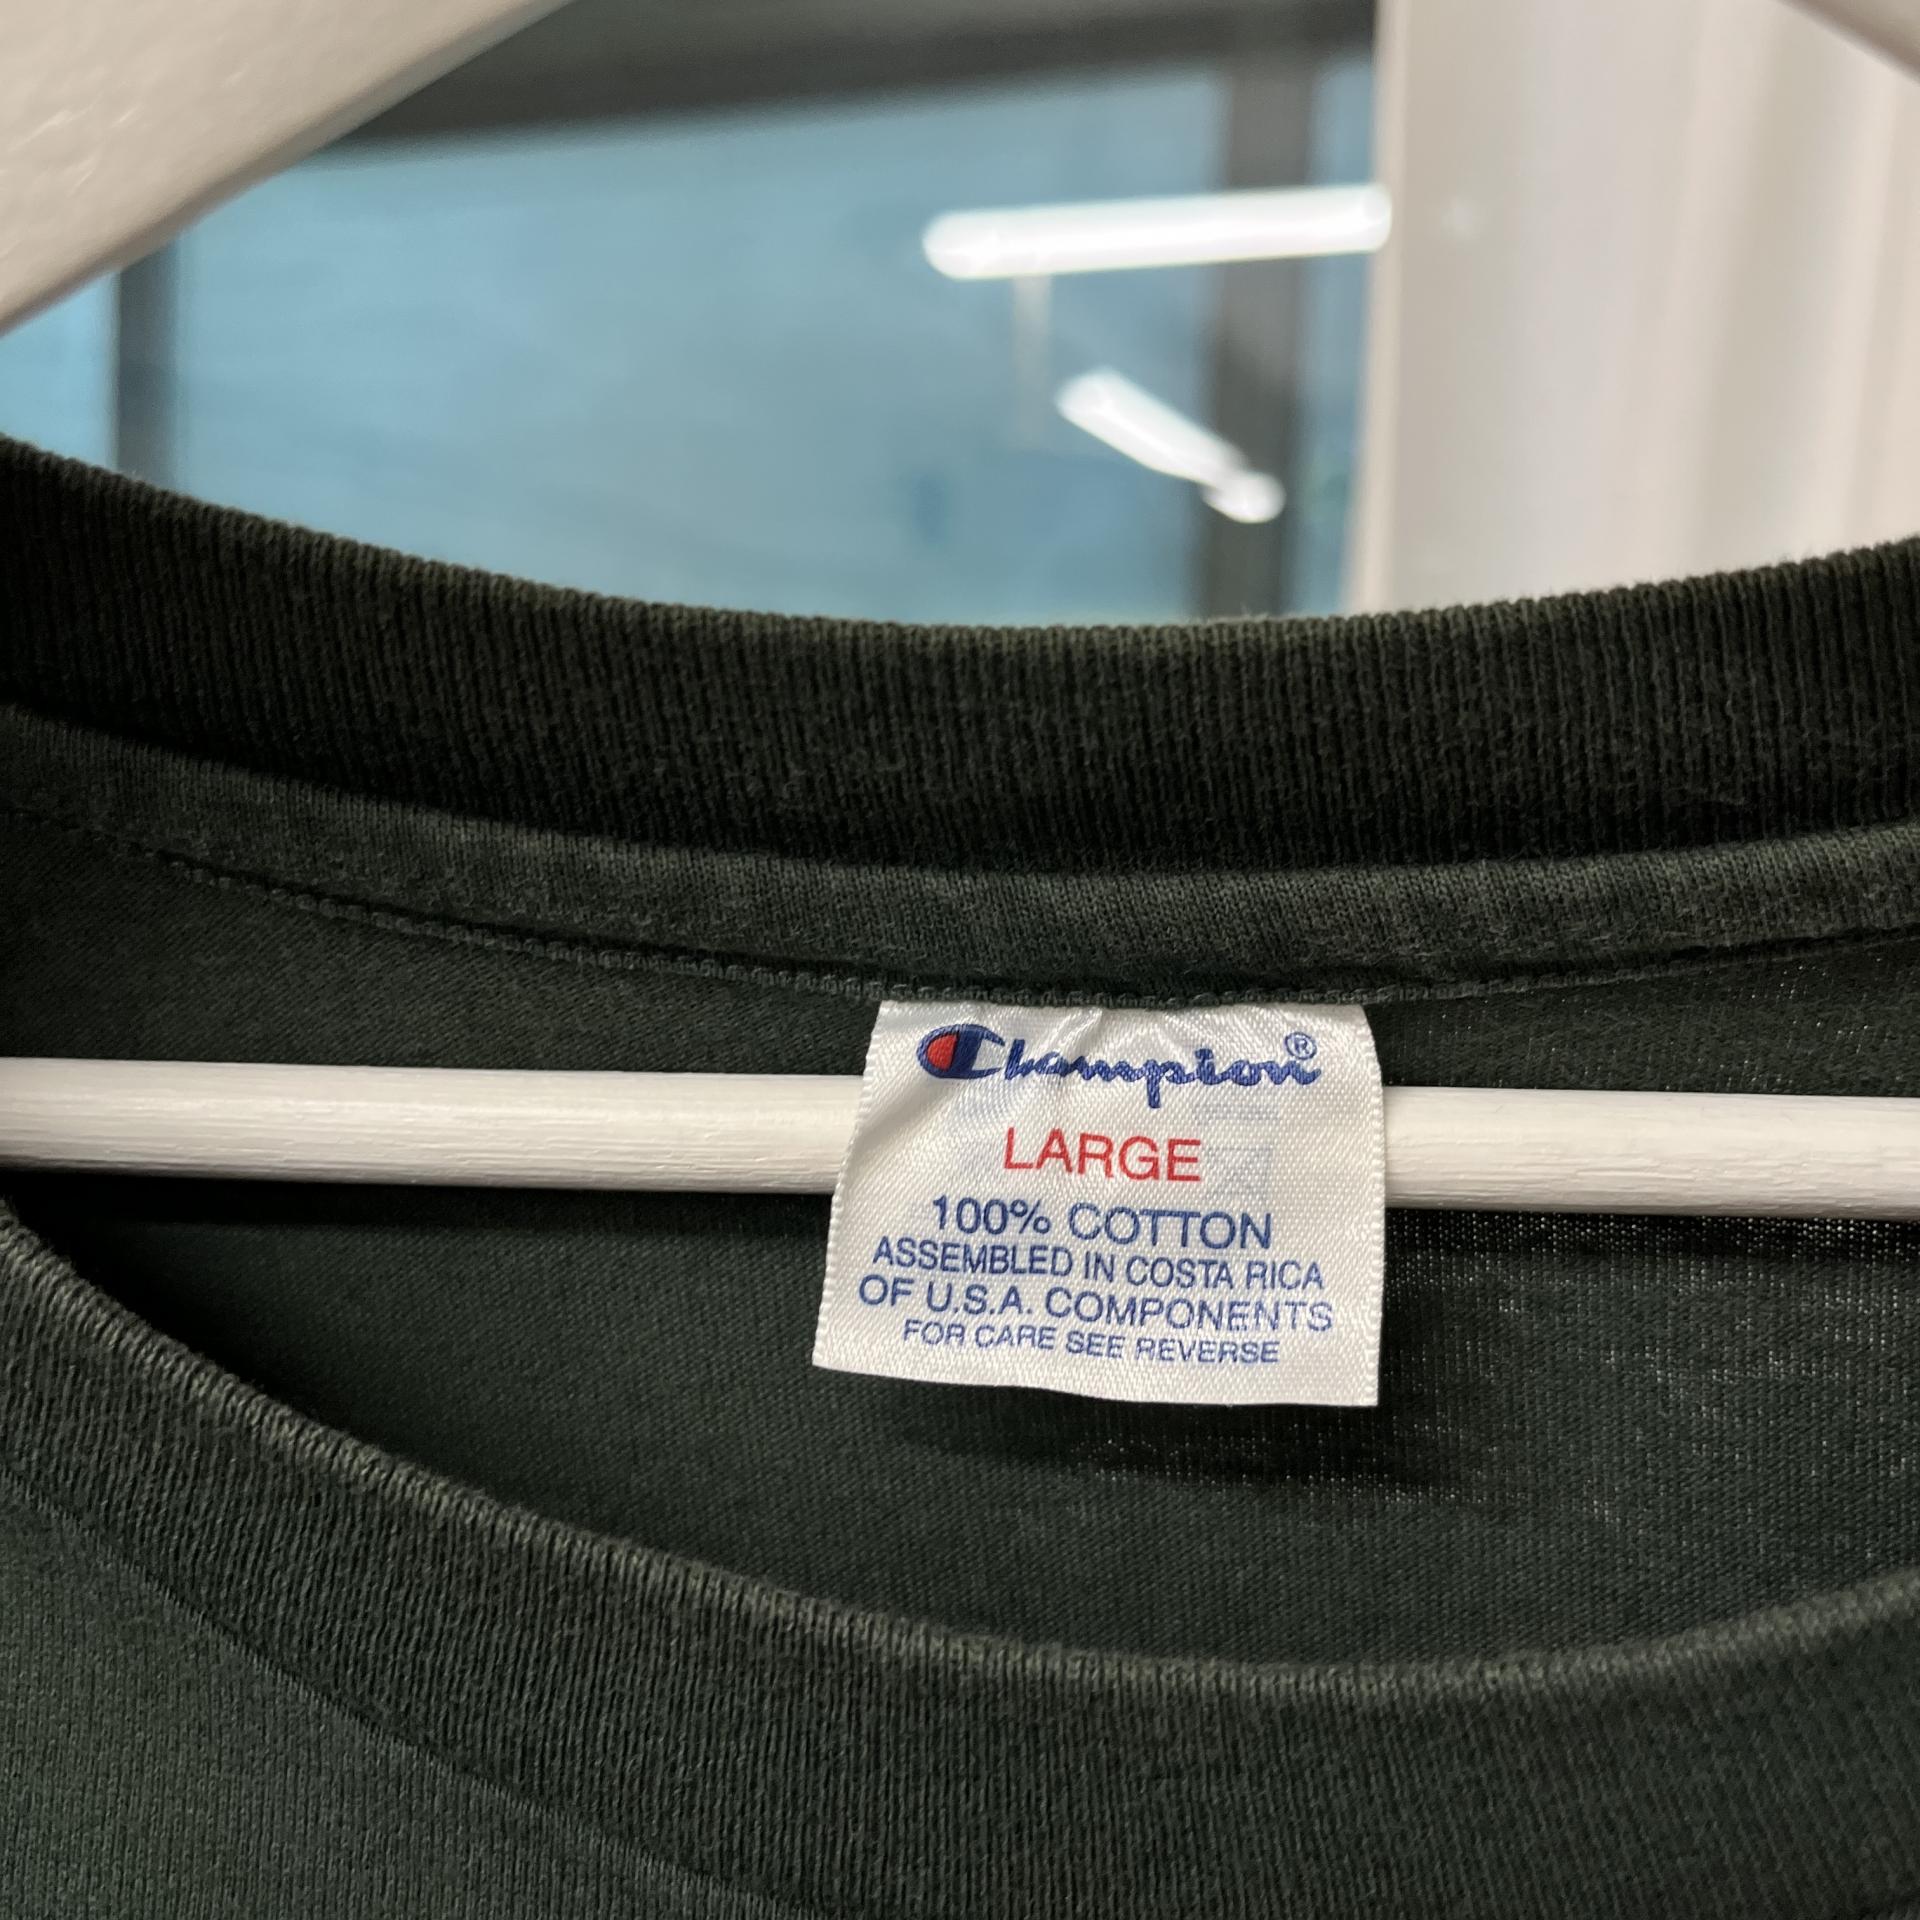 Champion®
LARGE
100% COTTON
ASSEMBLED IN COSTA RICA
OF U.S.A. COMPONENTS
FOR CARE SEE REVERSE